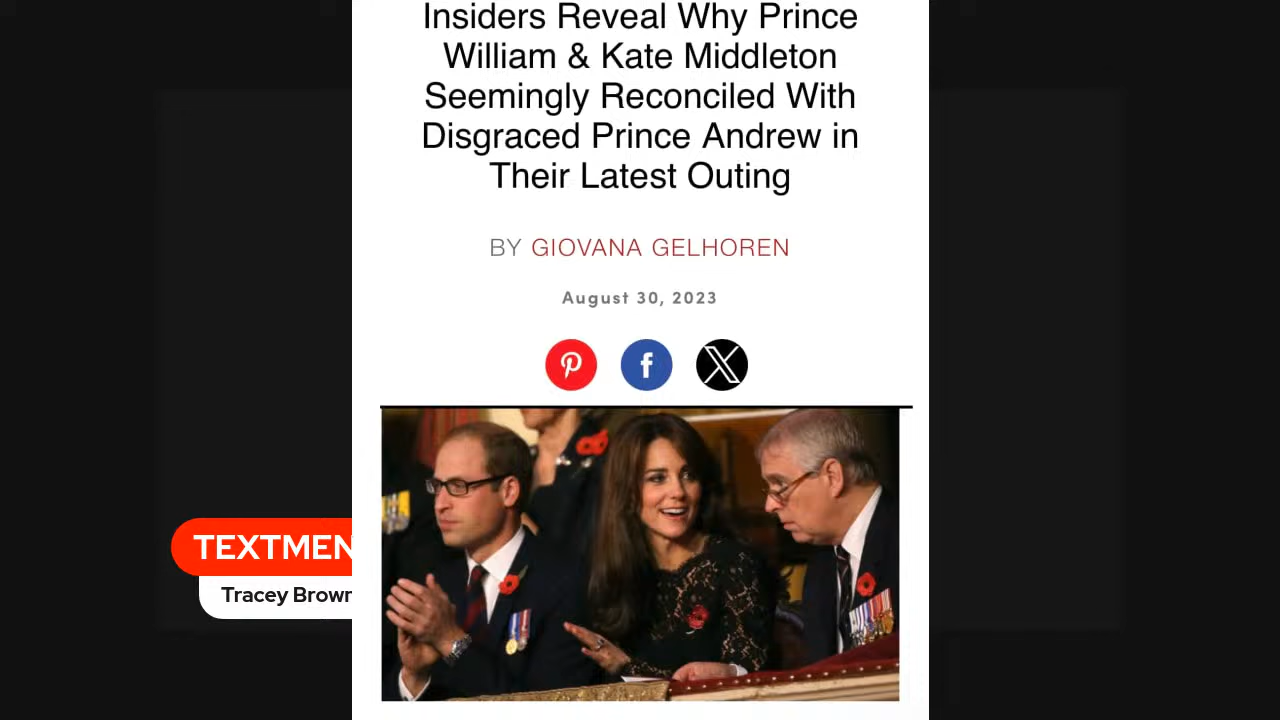 Insiders Reveal Why Prince
William & Kate Middleton
Seemingly Reconciled With
Disgraced Prince Andrew in
Their Latest Outing
BY GIOVANA GELHOREN
August 30, 2023
TEXTMEN
Tracey Brown